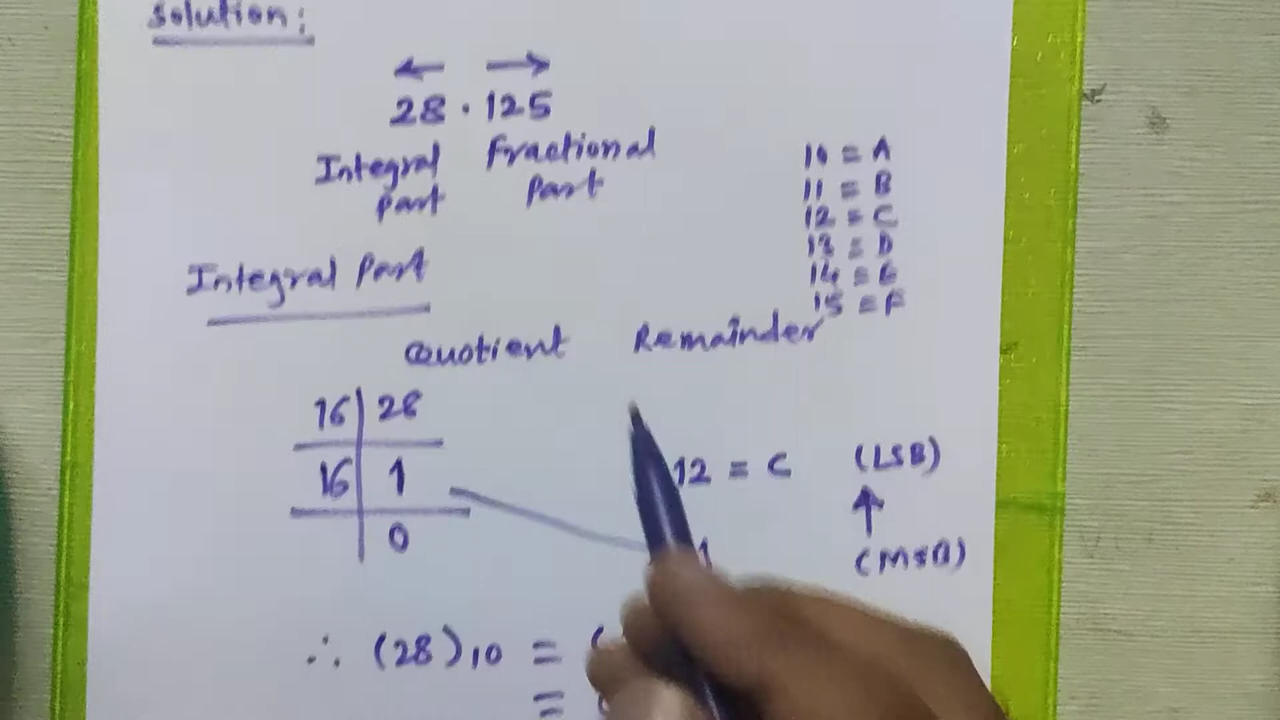 Solution:
← →
28 . 125
Integral Part
Fractional Part
10 = A
11 = B
12 = C
13 = D
14 = E
15 = F
Integral Part
Quotient Remainder
16 | 28
16 | 1 12 = C (LSB)
↑
0 1 (MSB)
∴ (28)10 = (
= (